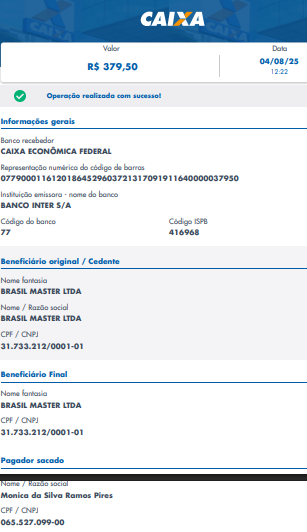 CAIXA
Valor
R$ 379,50
Data
04/08/25
12:22
Operação realizada com sucesso!
Informações gerais
Banco recebedor
CAIXA ECONÔMICA FEDERAL
Representação numérica do código de barras
07790001161201864529603721317091911640000037950
Instituição emissora - nome do banco
BANCO INTER S/A
Código do banco
77
Código ISPB
416968
Beneficiário original / Cedente
Nome fantasia
BRASIL MASTER LTDA
Nome / Razão social
BRASIL MASTER LTDA
CPF / CNPJ
31.733.212/0001-01
Beneficiário Final
Nome fantasia
BRASIL MASTER LTDA
CPF / CNPJ
31.733.212/0001-01
Pagador sacado
Nome / Razão social
Monica da Silva Ramos Pires
CPF / CNPJ
065.527.099-00